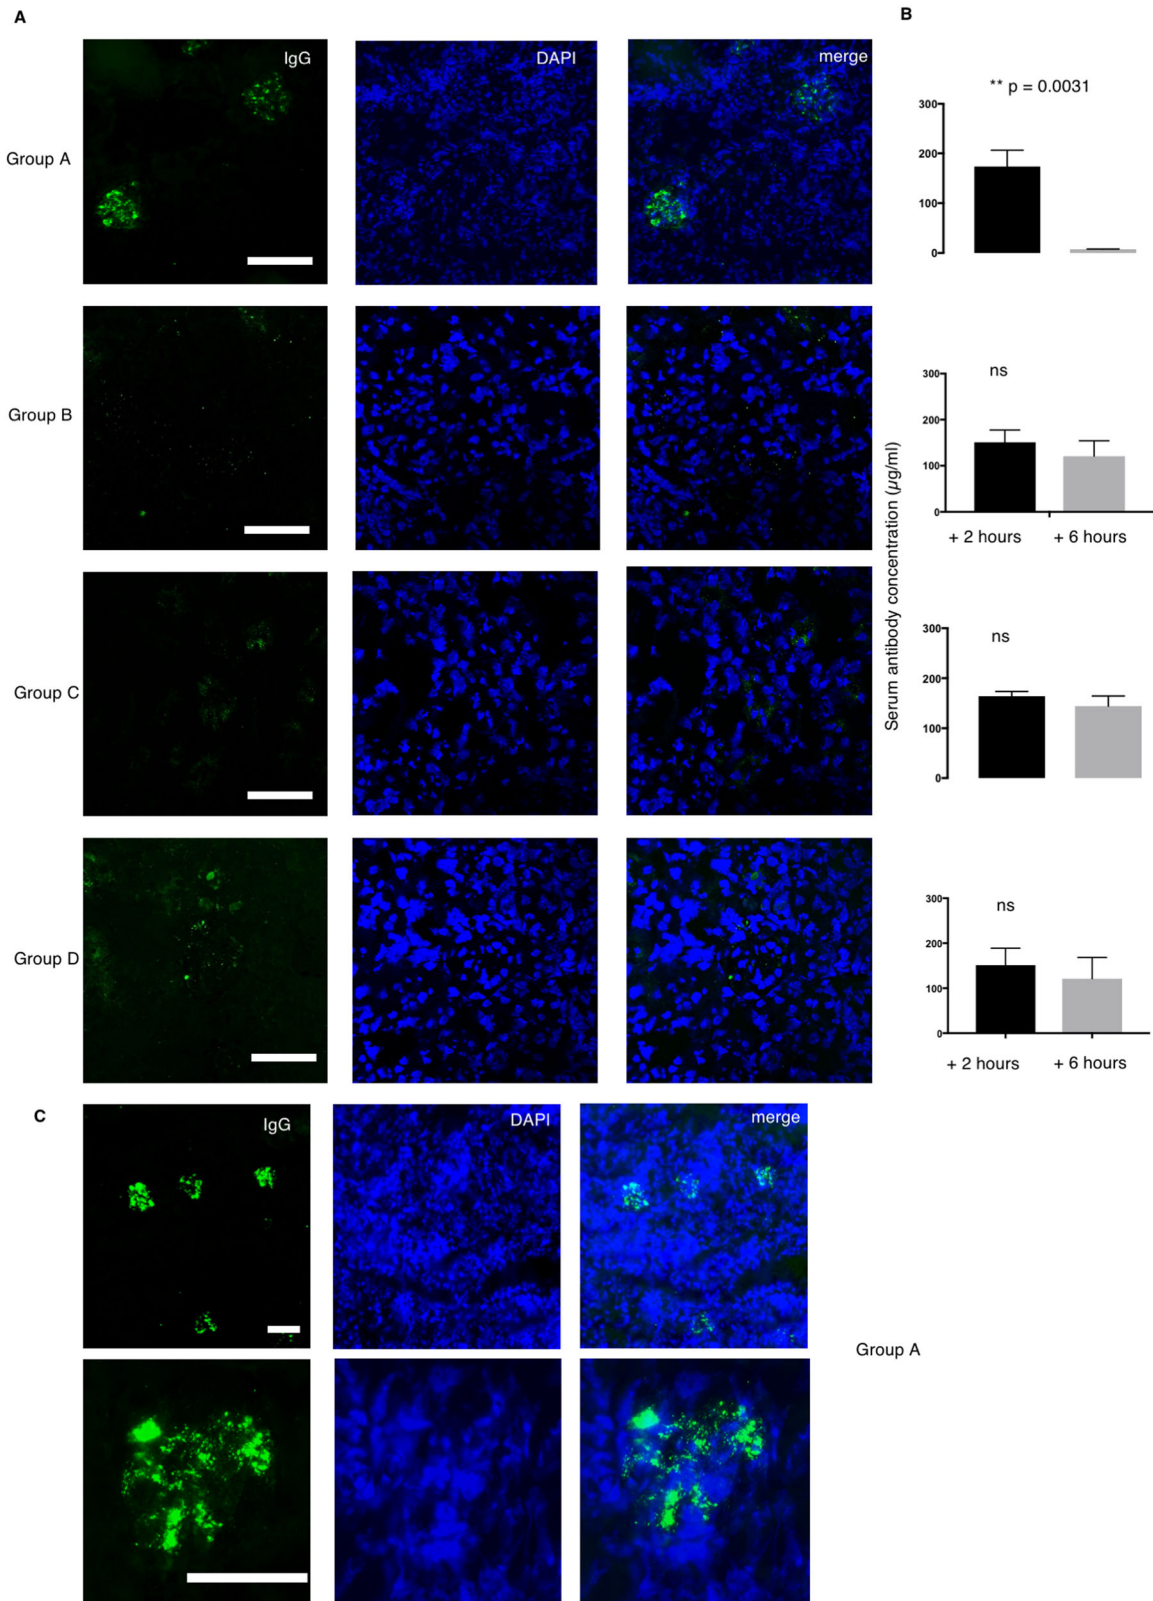 A
B
IgG
DAPI
merge
Group A
** p = 0.0031
300
200
100
0
Group B
ns
300
200
100
0
+ 2 hours
+ 6 hours
Group C
ns
300
200
100
0
Serum antibody concentration (µg/ml)
Group D
ns
300
200
100
0
+ 2 hours
+ 6 hours
C
IgG
DAPI
merge
Group A